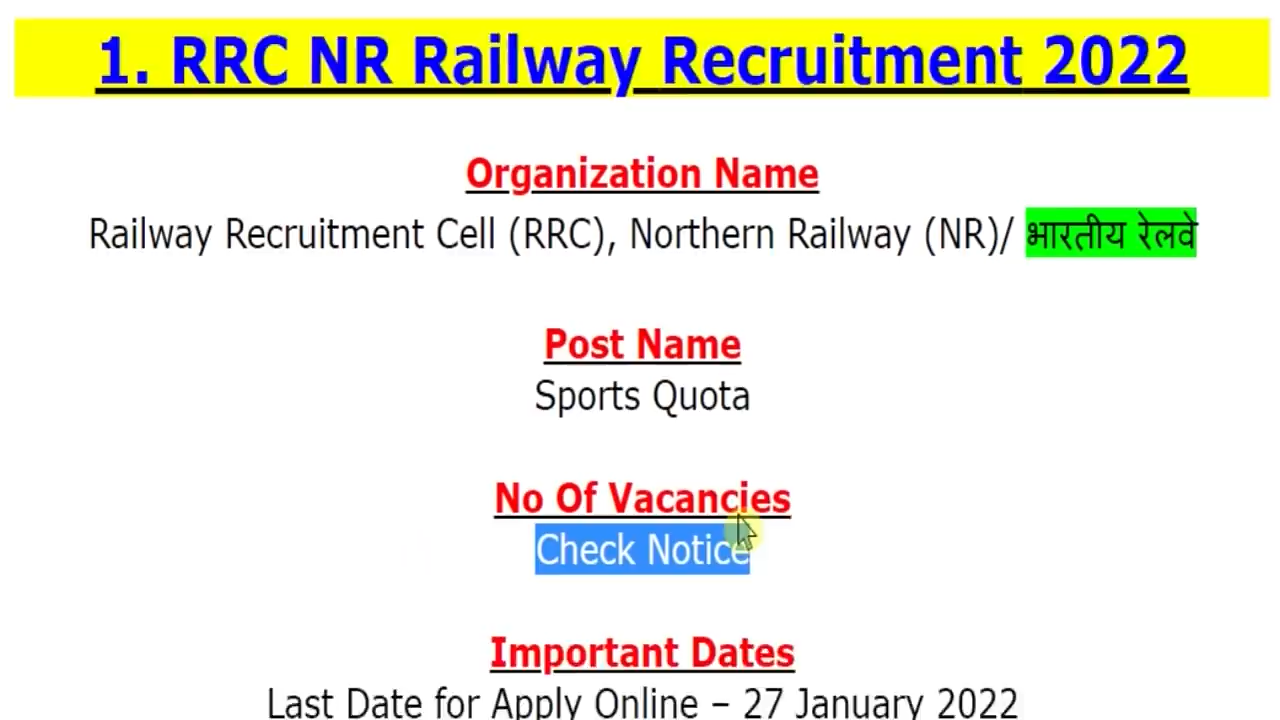 1. RRC NR Railway Recruitment 2022
Organization Name
Railway Recruitment Cell (RRC), Northern Railway (NR)/ भारतीय रेलवे
Post Name
Sports Quota
No Of Vacancies
Check Notice
Important Dates
Last Date for Apply Online – 27 January 2022